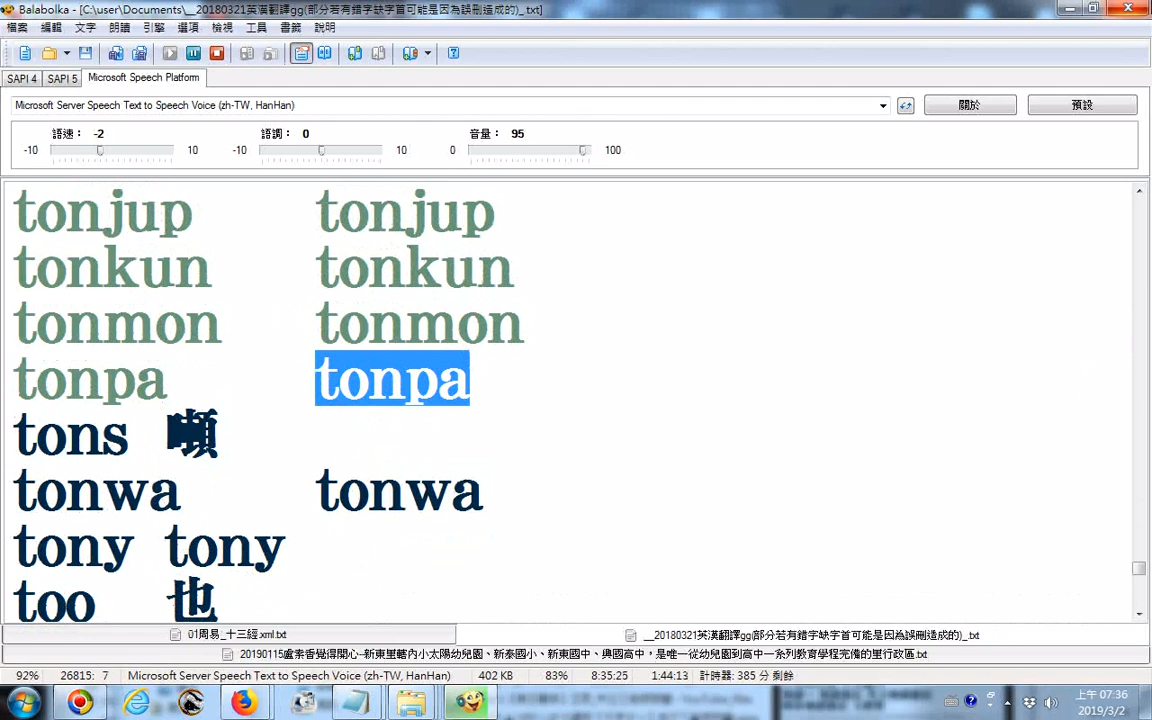 Balabolka - [C:\user\Documents\__20180321英漢翻譯gg(部分若有錯字缺字首可能是因為誤刪造成的)_.txt]
檔案 編輯 文字 朗讀 引擎 選項 檢視 工具 書籤 說明
SAPI 4 SAPI 5 Microsoft Speech Platform
Microsoft Server Speech Text to Speech Voice (zh-TW, HanHan) 關於 預設
語速： -2 語調： 0 音量： 95
-10 10 -10 10 0 100
tonjup tonjup
tonkun tonkun
tonmon tonmon
tonpa tonpa
tons 噸
tonwa tonwa
tony tony
too 也
01周易_十三經.xml.txt __20180321英漢翻譯gg(部分若有錯字缺字首可能是因為誤刪造成的)_.txt
20190115盧素香覺得開心-新東里轄內小太陽幼兒園、新泰國小、新東國中、興國高中，是唯一從幼兒園到高中一系列教育學程完備的里行政區.txt
92% 26815: 7 Microsoft Server Speech Text to Speech Voice (zh-TW, HanHan) 402 KB 83% 8:35:25 1:44:13 計時器: 385 分 剩餘
上午 07:36
2019/3/2